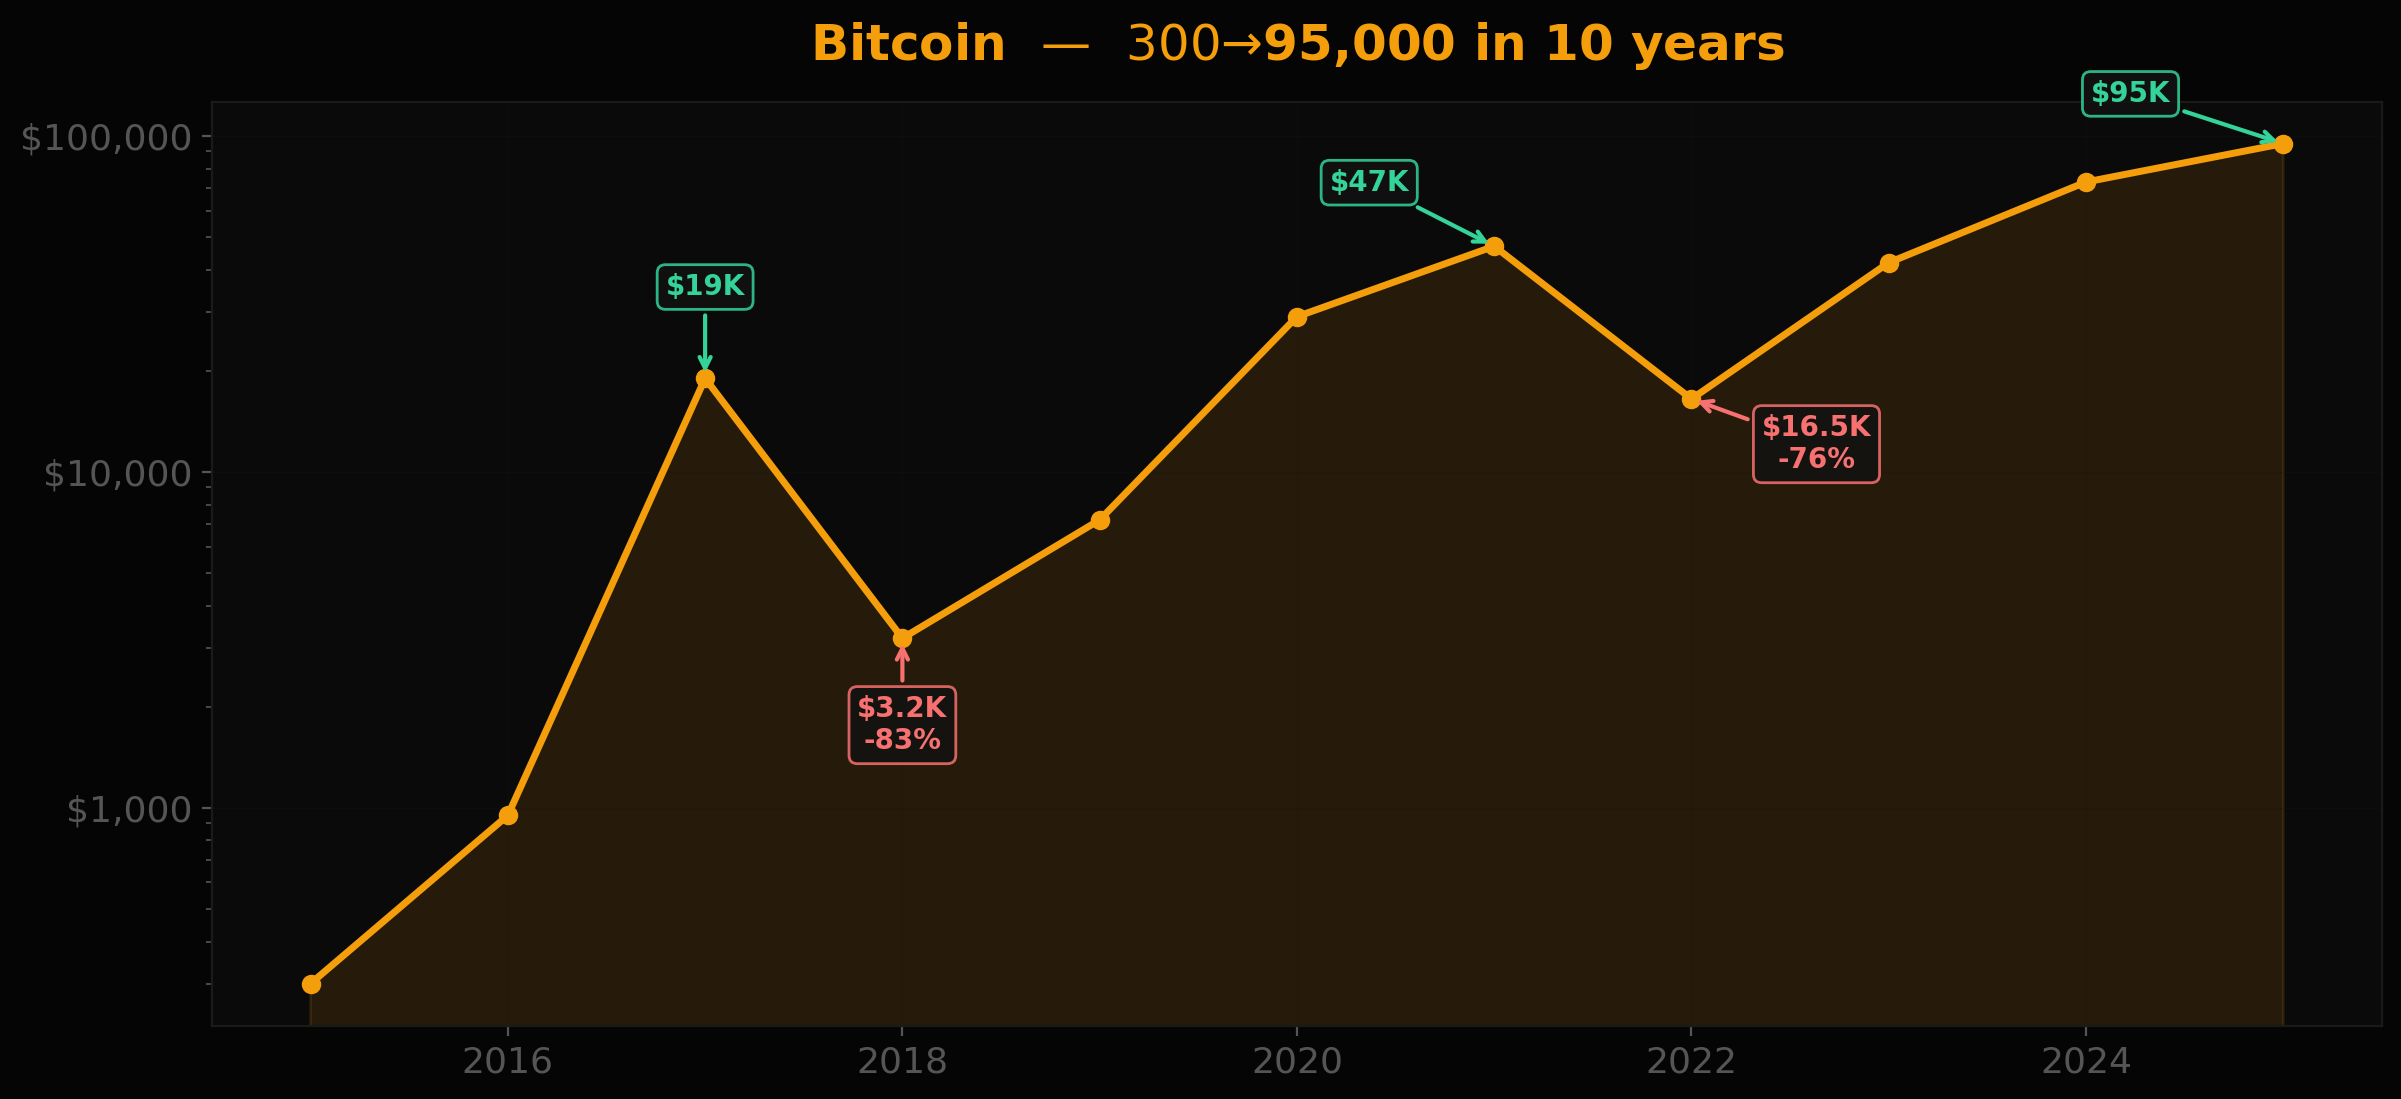 Bitcoin — 300→95,000 in 10 years
$95K
$100,000
$47K
$19K
$16.5K
-76%
$10,000
$3.2K
-83%
$1,000
2016
2018
2020
2022
2024